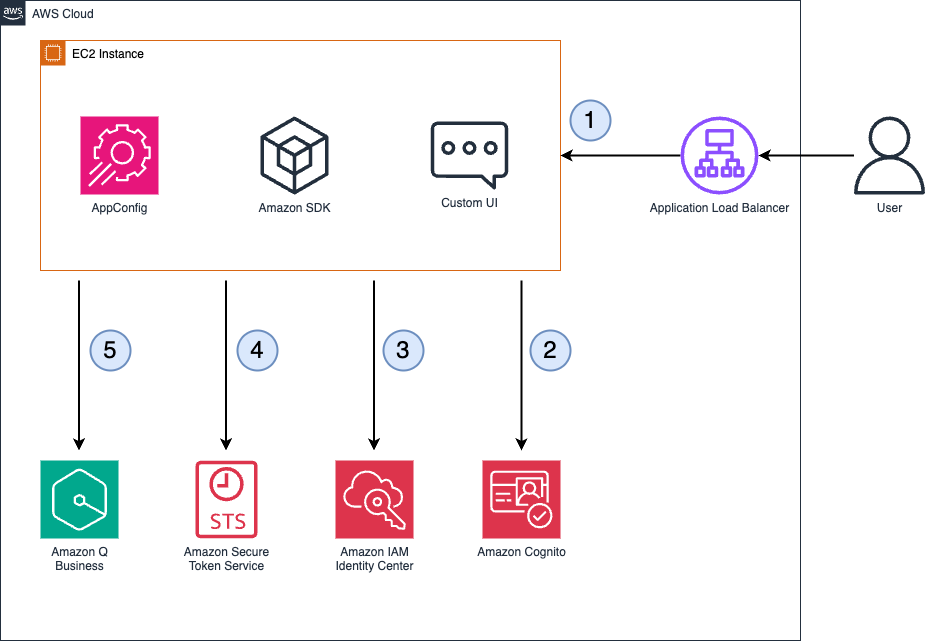 aws
AWS Cloud
EC2 Instance
1
AppConfig
Amazon SDK
Custom UI
Application Load Balancer
User
5
4
3
2
STS
Amazon Q
Business
Amazon Secure
Token Service
Amazon IAM
Identity Center
Amazon Cognito